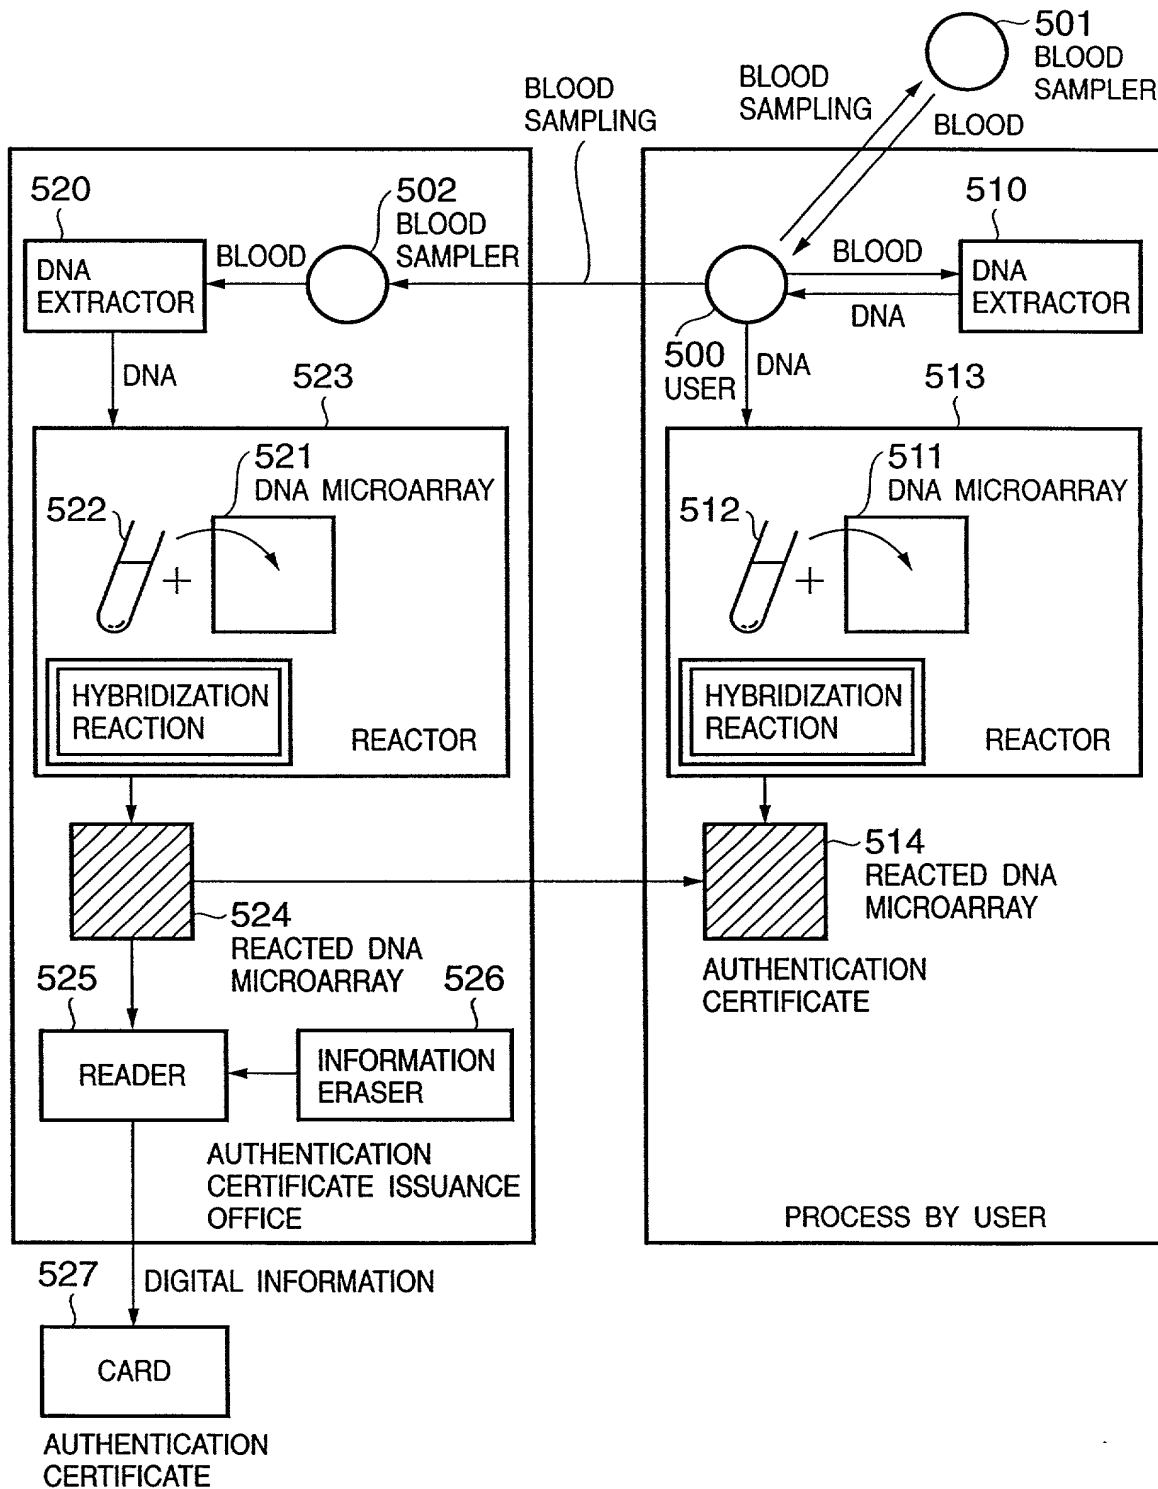 501
BLOOD
SAMPLER
BLOOD
SAMPLING
BLOOD
BLOOD
SAMPLING
520
502
BLOOD
SAMPLER
510
DNA
EXTRACTOR
BLOOD
BLOOD
DNA
DNA
EXTRACTOR
500
USER
DNA
DNA
523
513
521
DNA MICROARRAY
522
511
DNA MICROARRAY
512
+
+
HYBRIDIZATION
REACTION
REACTOR
HYBRIDIZATION
REACTION
REACTOR
514
REACTED DNA
MICROARRAY
524
REACTED DNA
MICROARRAY
AUTHENTICATION
CERTIFICATE
525
526
READER
INFORMATION
ERASER
AUTHENTICATION
CERTIFICATE ISSUANCE
OFFICE
PROCESS BY USER
527
DIGITAL INFORMATION
CARD
AUTHENTICATION
CERTIFICATE